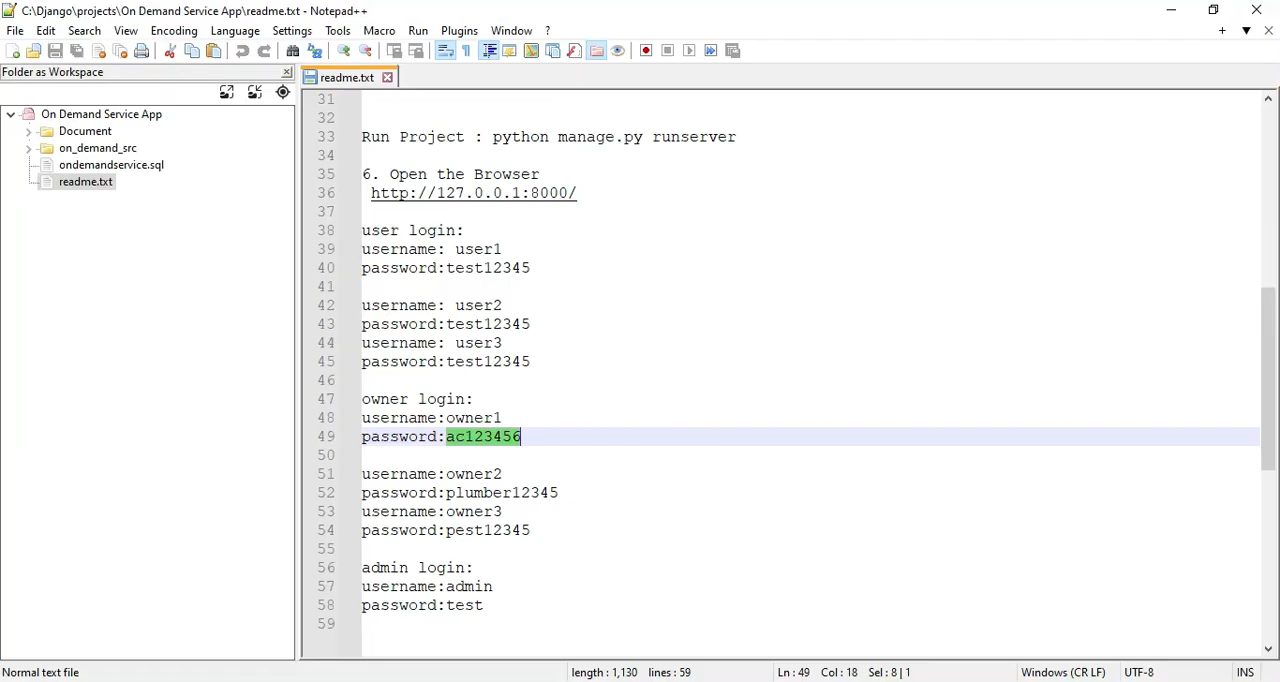 C:\Django\projects\On Demand Service App\readme.txt - Notepad++
File Edit Search View Encoding Language Settings Tools Macro Run Plugins Window ?
Folder as Workspace
readme.txt
On Demand Service App
Document
on_demand_src
ondemandservice.sql
readme.txt
31
32
33 Run Project : python manage.py runserver
34
35 6. Open the Browser
36 http://127.0.0.1:8000/
37
38 user login:
39 username: user1
40 password:test12345
41
42 username: user2
43 password:test12345
44 username: user3
45 password:test12345
46
47 owner login:
48 username:owner1
49 password:ac123456
50
51 username:owner2
52 password:plumber12345
53 username:owner3
54 password:pest12345
55
56 admin login:
57 username:admin
58 password:test
59
Normal text file length : 1,130 lines : 59 Ln : 49 Col : 18 Sel : 8 | 1 Windows (CR LF) UTF-8 INS